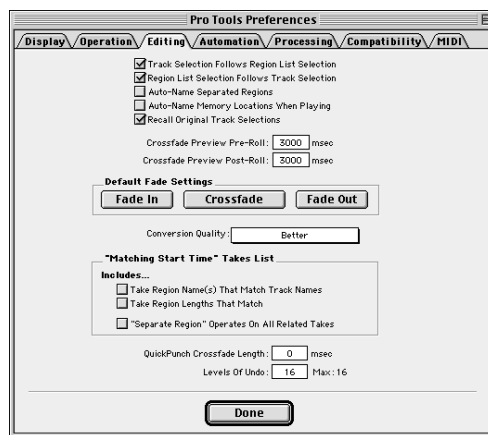 Pro Tools Preferences
Display Operation Editing Automation Processing Compatibility MIDI
Track Selection Follows Region List Selection
Region List Selection Follows Track Selection
Auto-Name Separated Regions
Auto-Name Memory Locations When Playing
Recall Original Track Selections
Crossfade Preview Pre-Roll: 3000 msec
Crossfade Preview Post-Roll: 3000 msec
Default Fade Settings
Fade In Crossfade Fade Out
Conversion Quality: Better
"Matching Start Time" Takes List
Includes...
Take Region Name(s) That Match Track Names
Take Region Lengths That Match
"Separate Region" Operates On All Related Takes
QuickPunch Crossfade Length: 0 msec
Levels Of Undo: 16 Max: 16
Done